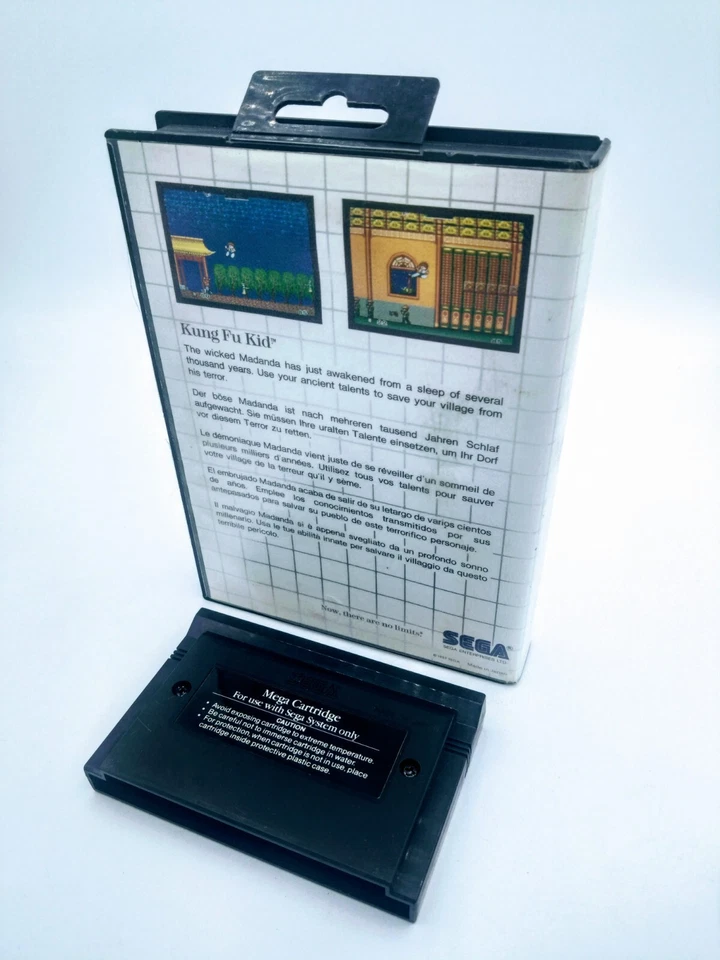 Kung Fu Kid™
The wicked Madanda has just awakened from a sleep of several
thousand years. Use your ancient talents to save your village from
his terror.
Der böse Madanda ist nach mehreren tausend Jahren Schlaf
aufgewacht. Sie müssen Ihre uralten Talente einsetzen, um Ihr Dorf
vor diesem Terror zu retten.
Le démoniaque Madanda vient juste de se réveiller d'un sommeil de
plusieurs milliers d'années. Utilisez tous vos talents pour sauver
votre village de la terreur qu'il y sème.
El embrujado Madanda acaba de salir de su letargo de varios cientos
de años. Emplee los conocimientos transmitidos por sus
antepasados para salvar su pueblo de este terrorífico personaje.
Il malvagio Madanda si è appena svegliato da un profondo sonno
millenario. Usa le tue abilità innate per salvare il villaggio da questo
terribile pericolo.
Now, there are no limits!
SEGA®
SEGA ENTERPRISES LTD.
© 1987 SEGA Made in Japan
Mega Cartridge
For use with Sega System only
CAUTION
• Avoid exposing cartridge to extreme temperature.
• Be careful not to immerse cartridge in water.
• For protection, when cartridge is not in use, place
cartridge inside protective plastic case.